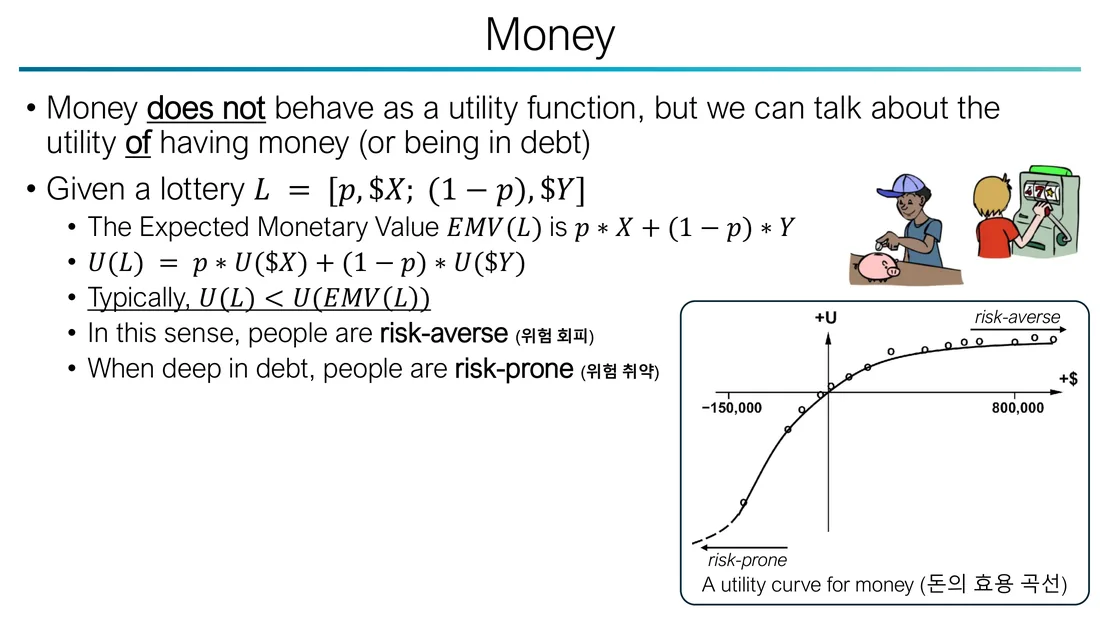 Money
• Money does not behave as a utility function, but we can talk about the
utility of having money (or being in debt)
• Given a lottery 𝐿 = [𝑝, $𝑋; (1 − 𝑝), $𝑌]
• The Expected Monetary Value 𝐸𝑀𝑉(𝐿) is 𝑝 ∗ 𝑋 + (1 − 𝑝) ∗ 𝑌
• 𝑈(𝐿) = 𝑝 ∗ 𝑈($𝑋) + (1 − 𝑝) ∗ 𝑈($𝑌)
• Typically, 𝑈(𝐿) < 𝑈(𝐸𝑀𝑉(𝐿))
• In this sense, people are risk-averse (위험 회피)
• When deep in debt, people are risk-prone (위험 취약)
+U
risk-averse
+$
−150,000
800,000
risk-prone
A utility curve for money (돈의 효용 곡선)